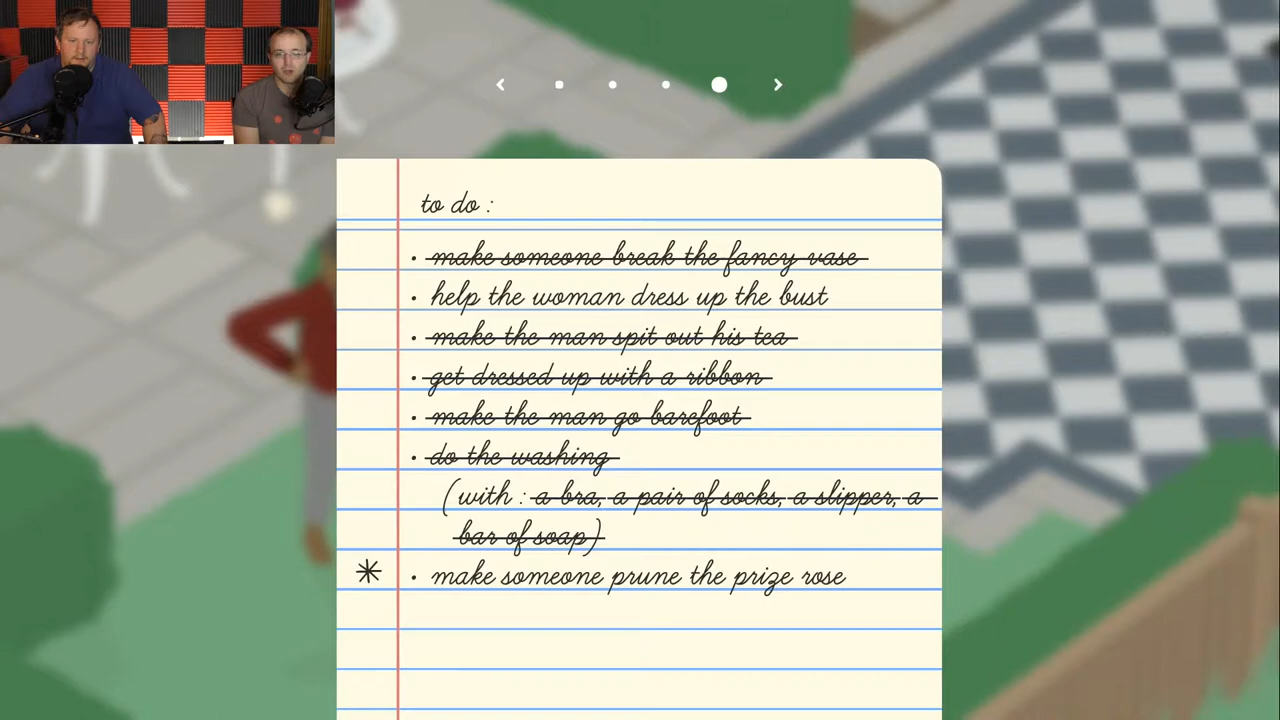 to do :
• make someone break the fancy vase
• help the woman dress up the bust
• make the man spit out his tea
• get dressed up with a ribbon
• make the man go barefoot
• do the washing
(with : a bra, a pair of socks, a slipper, a
bar of soap)
* • make someone prune the prize rose